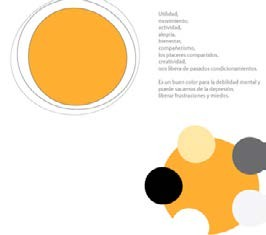 Utilidad,
movimiento,
actividad,
alegría,
bienestar,
compañerismo,
los placeres compartidos,
creatividad,
nos libera de pasados condicionamientos.
Es un buen color para la debilidad mental y
puede sacarnos de la depresión,
liberar frustraciones y miedos.